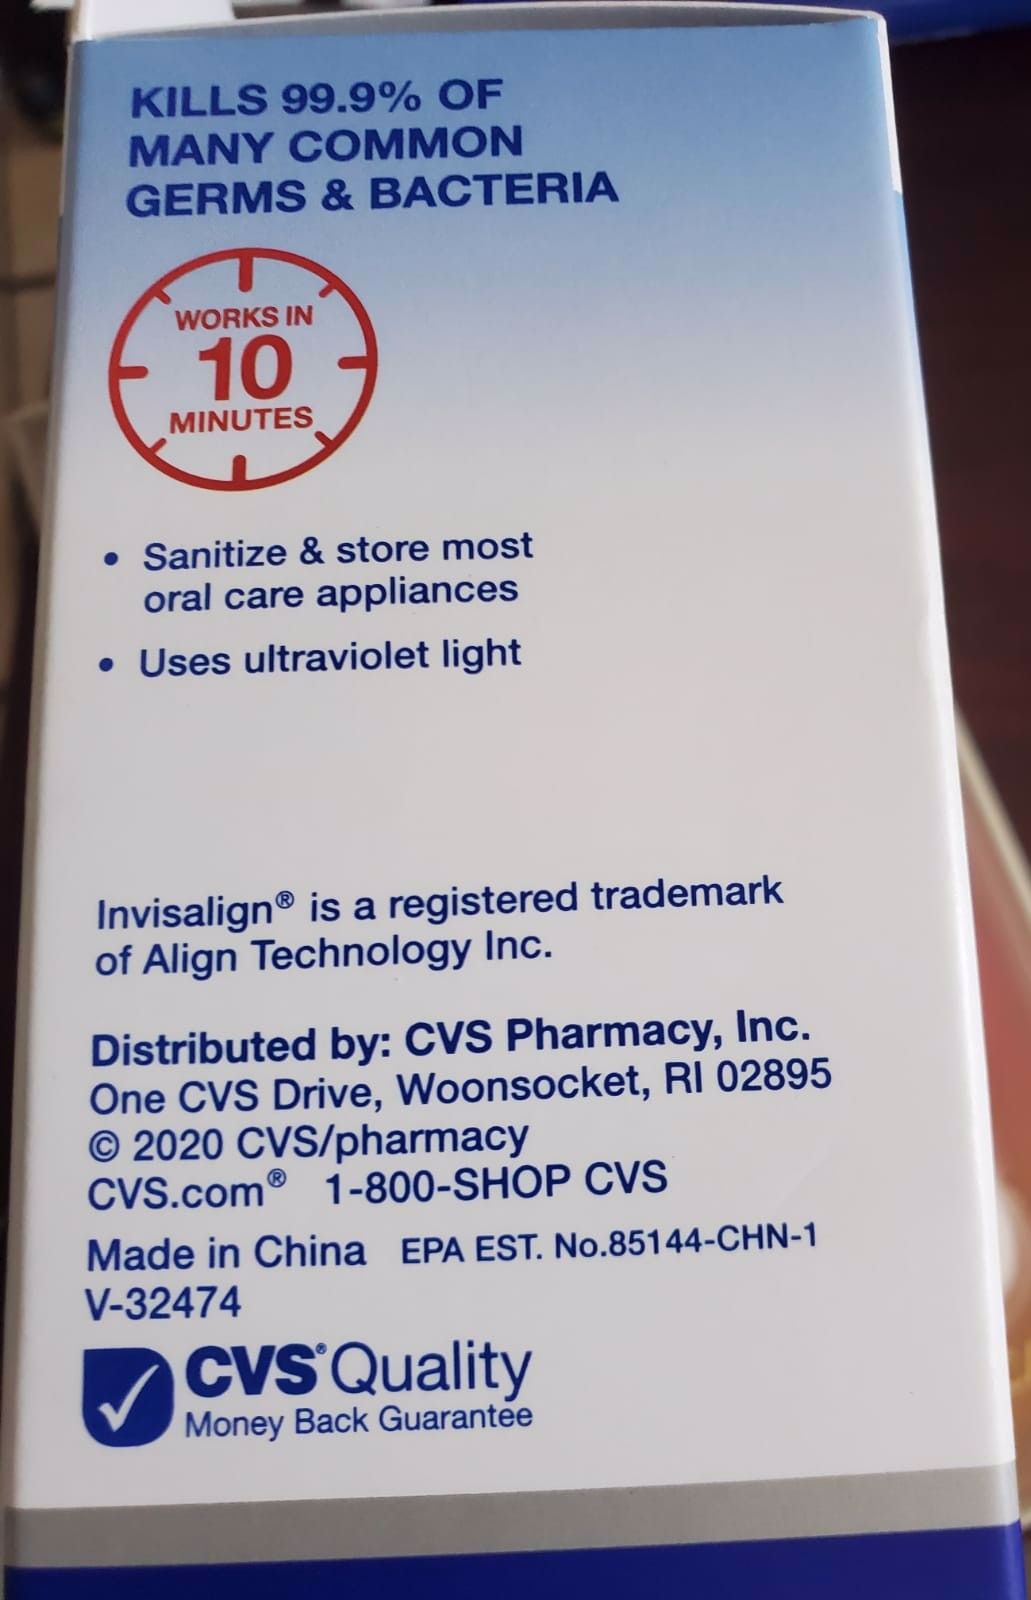 KILLS 99.9% OF
MANY COMMON
GERMS & BACTERIA
WORKS IN
10
MINUTES
• Sanitize & store most
oral care appliances
• Uses ultraviolet light
Invisalign® is a registered trademark
of Align Technology Inc.
Distributed by: CVS Pharmacy, Inc.
One CVS Drive, Woonsocket, RI 02895
© 2020 CVS/pharmacy
CVS.com® 1-800-SHOP CVS
Made in China EPA EST. No.85144-CHN-1
V-32474
CVS® Quality
Money Back Guarantee